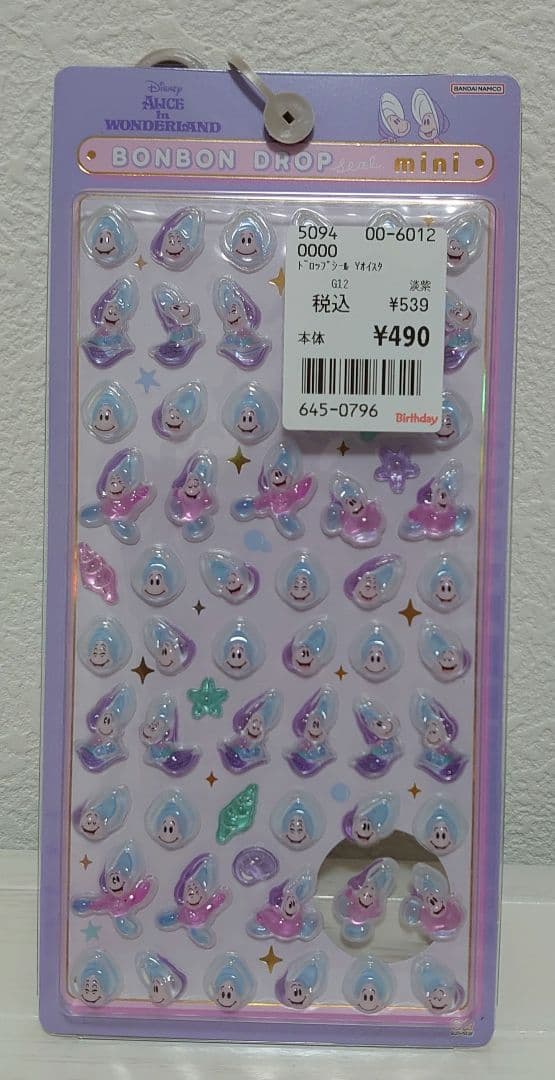 Disney
ALICE
in
WONDERLAND
BANDAI NAMCO
BONBON DROP seal mini
5094 00-6012
0000
ﾄﾞﾛｯﾌﾟｼｰﾙ Yｵｲｽﾀ
G12 淡紫
税込 ¥539
本体 ¥490
645-0796 Birthday